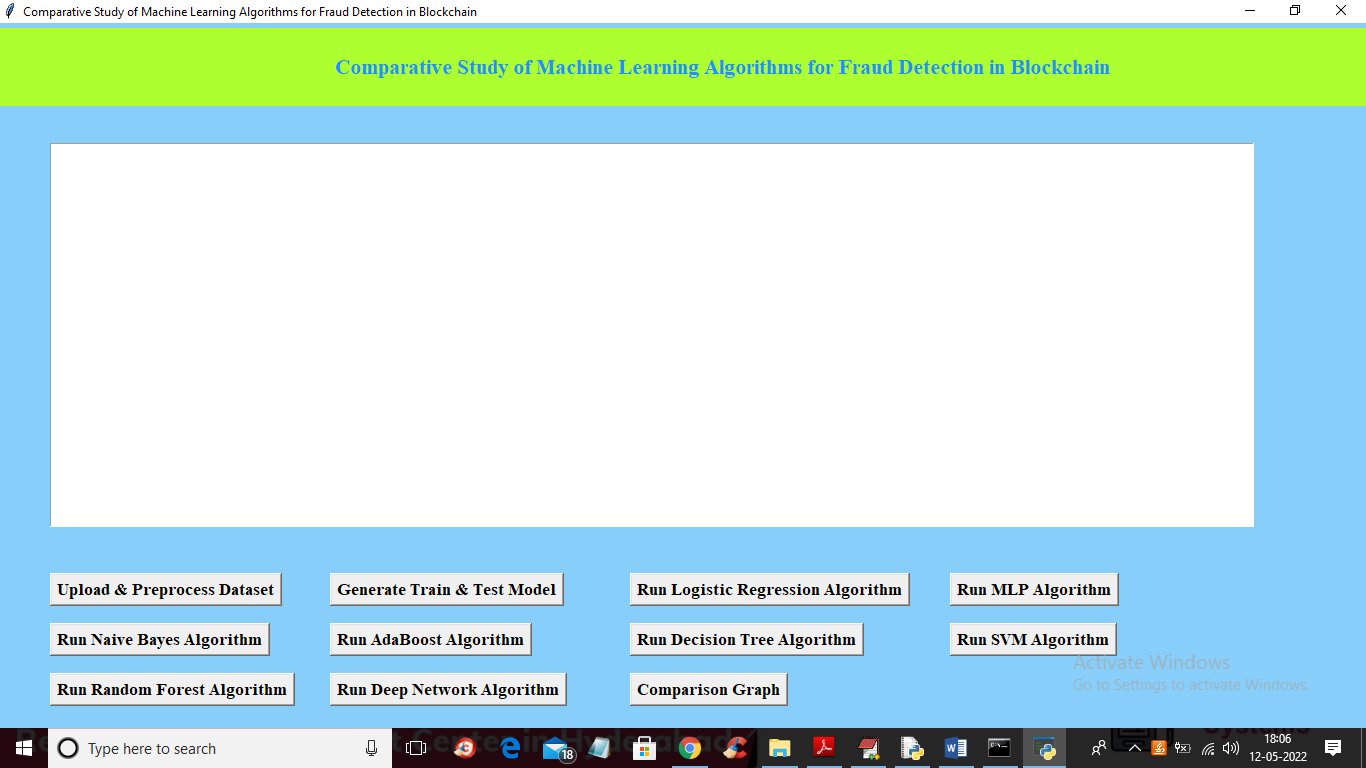 Comparative Study of Machine Learning Algorithms for Fraud Detection in Blockchain
Comparative Study of Machine Learning Algorithms for Fraud Detection in Blockchain
Upload & Preprocess Dataset Generate Train & Test Model Run Logistic Regression Algorithm Run MLP Algorithm
Run Naive Bayes Algorithm Run AdaBoost Algorithm Run Decision Tree Algorithm Run SVM Algorithm
Activate Windows
Go to Settings to activate Windows.
Run Random Forest Algorithm Run Deep Network Algorithm Comparison Graph
Systems
Type here to search
18
18:06
12-05-2022